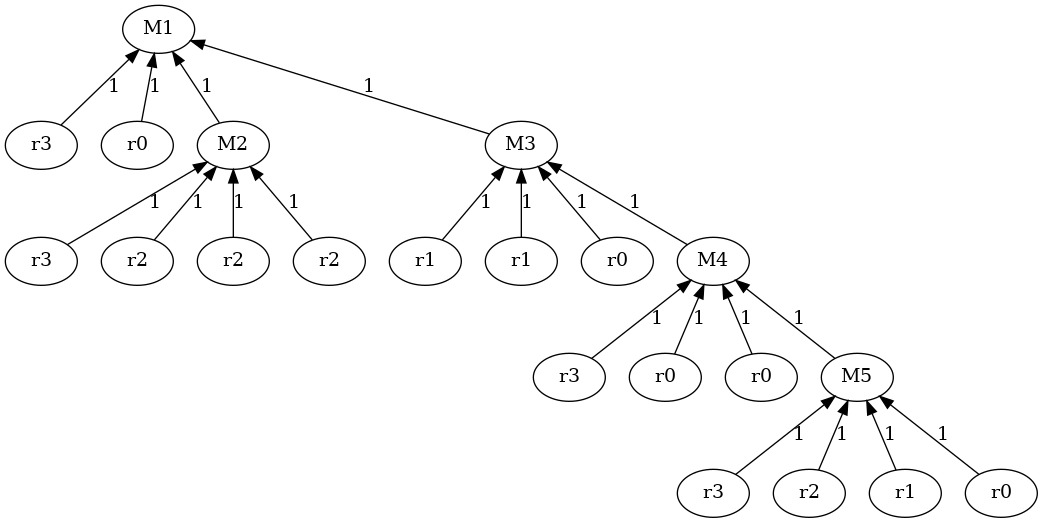 M1
1 1 1 1
r3 r0 M2 M3
1 1 1 1 1 1 1 1
r3 r2 r2 r2 r1 r1 r0 M4
1 1 1 1
r3 r0 r0 M5
1 1 1 1
r3 r2 r1 r0